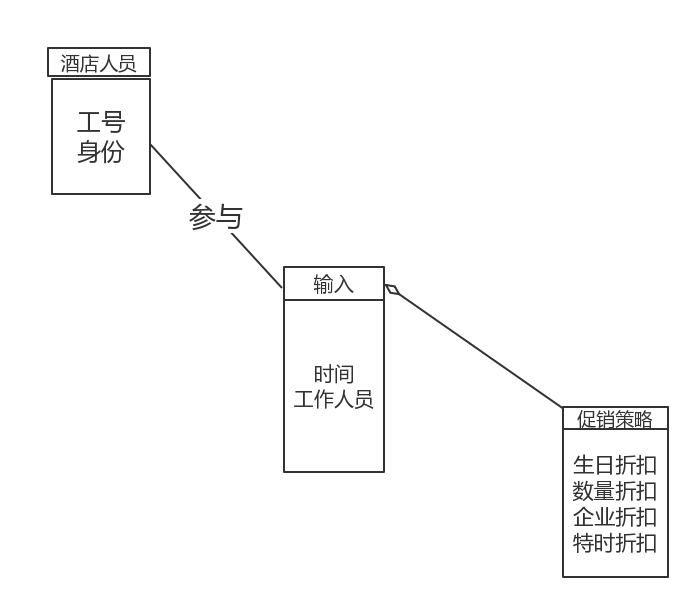 酒店人员
工号
身份
参与
输入
时间
工作人员
促销策略
生日折扣
数量折扣
企业折扣
特时折扣